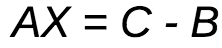 AX = C - B